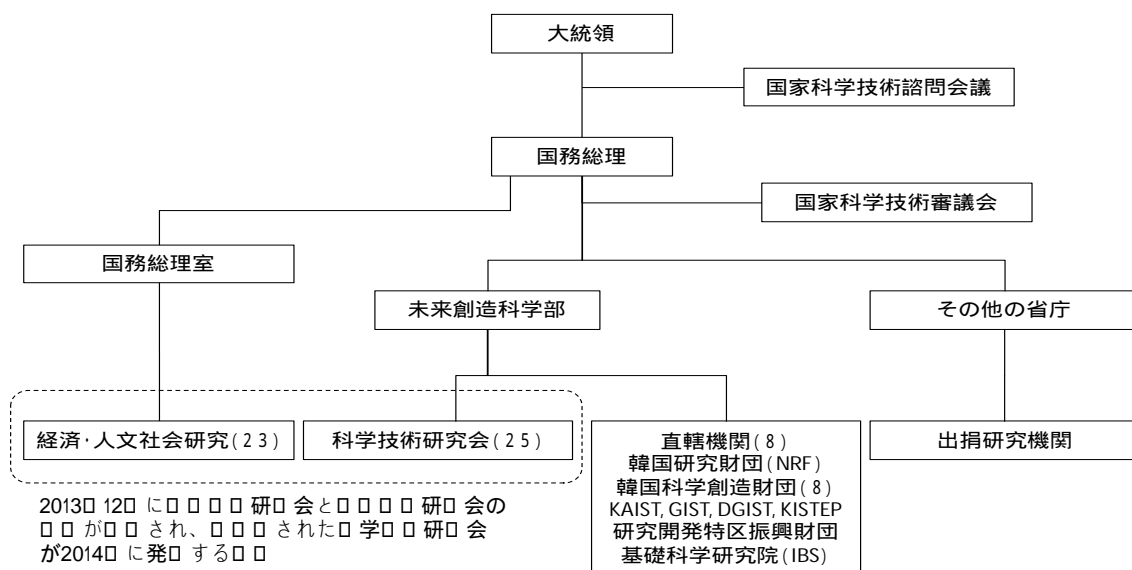 大統領
国家科学技術諮問会議
国務総理
国家科学技術審議会
国務総理室
未来創造科学部
その他の省庁
経済・人文社会研究(23)
科学技術研究会(25)
直轄機関(8)
韓国研究財団(NRF)
韓国科学創造財団(8)
KAIST, GIST, DGIST, KISTEP
研究開発特区振興財団
基礎科学研究院(IBS)
出捐研究機関
2013□ 12□ に□ □ □ □ 研□ 会と□ □ □ □ 研□ 会の
□ □ が□ □ され、□ □ □ された□ 学□ □ 研□ 会
が2014□ に発□ する□ □